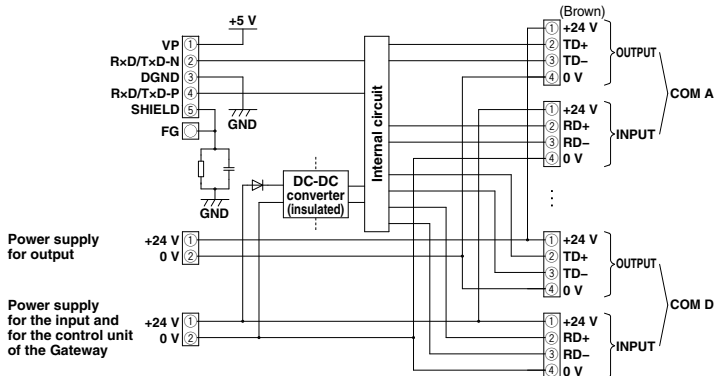 +5 V
VP ①
R×D/T×D-N ②
DGND ③
R×D/T×D-P ④
SHIELD ⑤
FG
GND
GND
DC-DC
converter
(insulated)
Internal circuit
Power supply
for output
+24 V ①
0 V ②
Power supply
for the input and
for the control unit
of the Gateway
+24 V ①
0 V ②
(Brown)
① +24 V
② TD+
③ TD–
④ 0 V
OUTPUT
① +24 V
② RD+
③ RD–
④ 0 V
INPUT
COM A
⋮
① +24 V
② TD+
③ TD–
④ 0 V
OUTPUT
① +24 V
② RD+
③ RD–
④ 0 V
INPUT
COM D